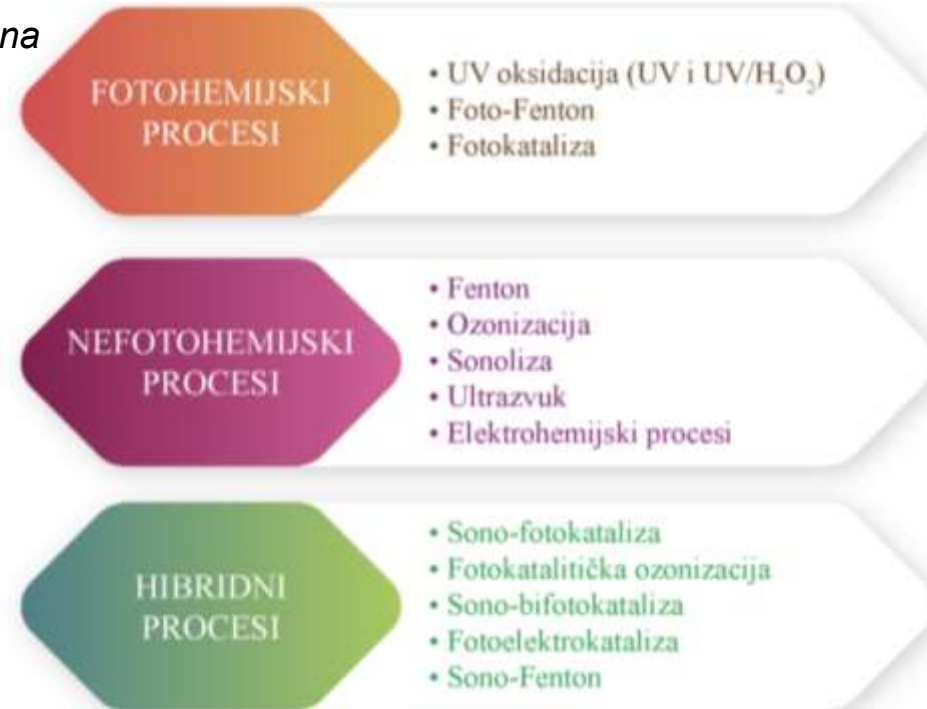 na
FOTOHEMIJSKI
PROCESI
• UV oksidacija (UV i UV/H₂O₂)
• Foto-Fenton
• Fotokataliza
NEFOTOHEMIJSKI
PROCESI
• Fenton
• Ozonizacija
• Sonoliza
• Ultrazvuk
• Elektrohemijski procesi
HIBRIDNI
PROCESI
• Sono-fotokataliza
• Fotokatalitička ozonizacija
• Sono-bifotokataliza
• Fotoelektrokataliza
• Sono-Fenton